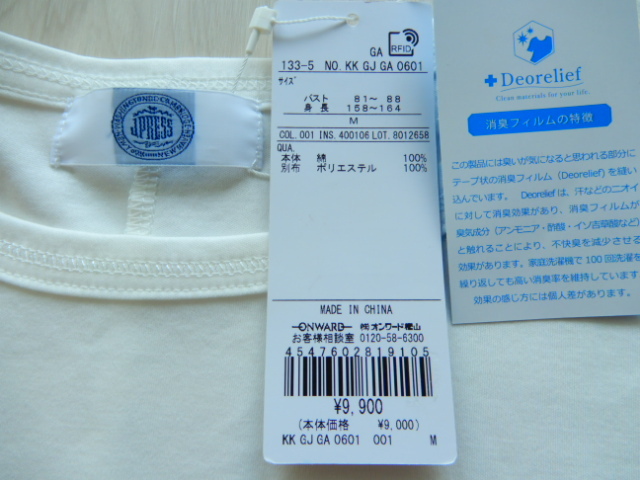 J.PRESS
GA
RFID
133-5 NO. KK GJ GA 0601
サイズ
バスト 81〜 88
身 長 158〜164
M
COL. 001 INS. 400106 LOT. 8012658
QUA.
本体 綿 100%
別布 ポリエステル 100%
MADE IN CHINA
ONWARD ㈱オンワード樫山
お客様相談室 0120-58-6300
4547602819105
¥9,900
(本体価格 ¥9,000)
KK GJ GA 0601 001 M
Deorelief
Clean materials for your life.
消臭フィルムの特徴
この製品には臭いが気になると思われる部分に
テープ状の消臭フィルム（Deorelief）を縫い
込んでいます。 Deoreliefは、汗などのニオイ
に対して消臭効果があり、消臭フィルムが
臭気成分（アンモニア・酢酸・イソ吉草酸など）
と触れることにより、不快臭を減少させる
効果があります。家庭洗濯機で100回洗濯を
繰り返しても高い消臭率を維持しています
効果の感じ方には個人差があります。